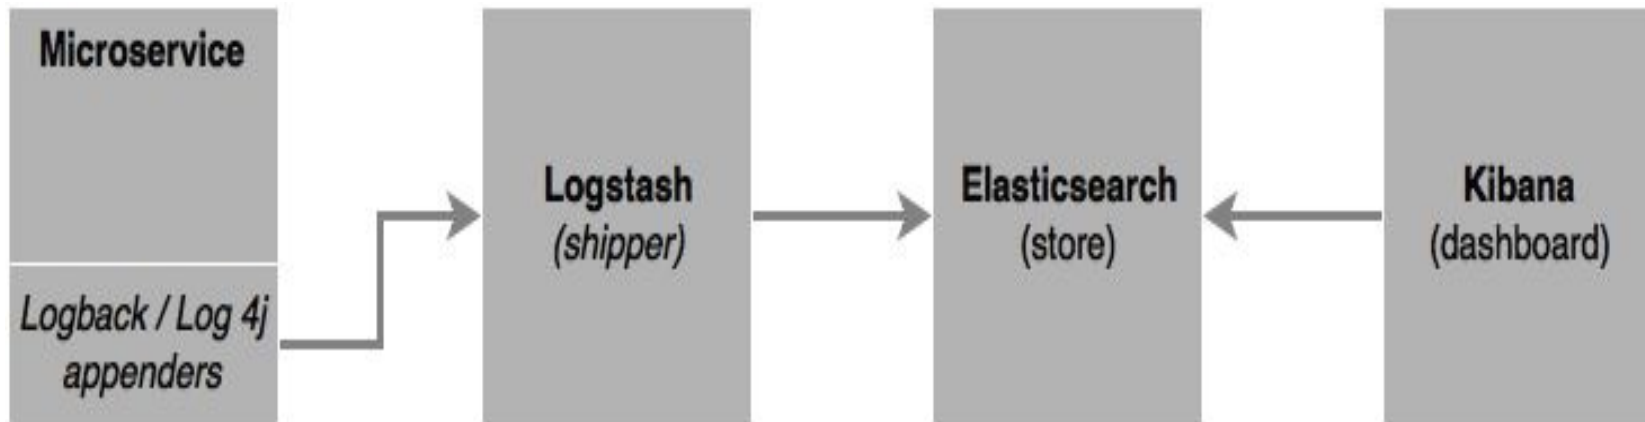 Microservice
Logback / Log 4j
appenders
Logstash
(shipper)
Elasticsearch
(store)
Kibana
(dashboard)